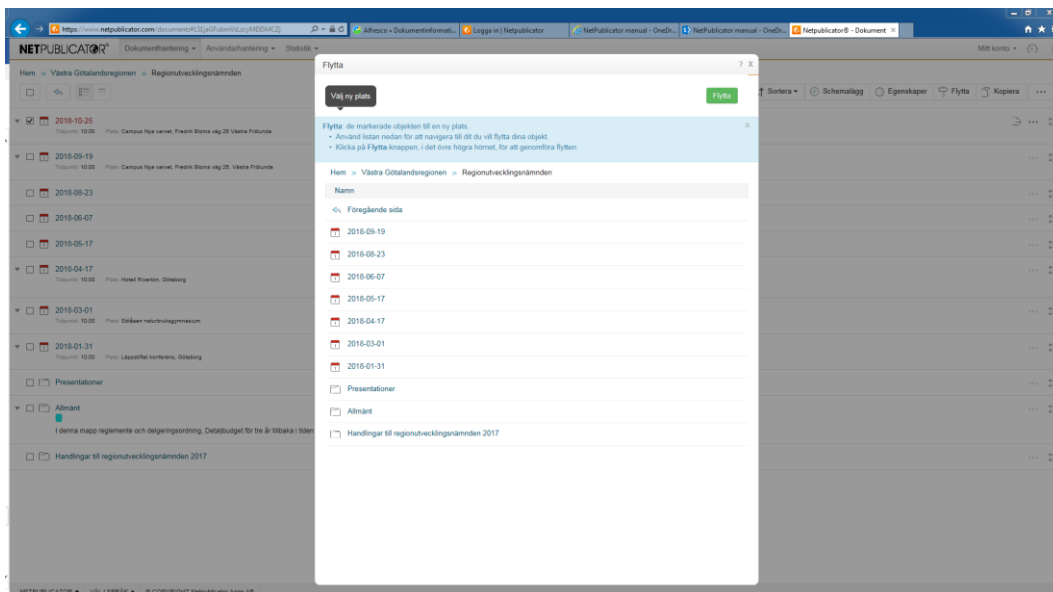 https://www.netpublicator.com/documents#
Alfresco » Dokumentinformati...
Logga in | Netpublicator
NetPublicator manual - OneDr...
NetPublicator manual - OneDr...
Netpublicator® - Dokument
NETPUBLICATOR®
Dokumenthantering
Användarhantering
Statistik
Mitt konto
Hem » Västra Götalandsregionen » Regionutvecklingsnämnden
Sortera
Schemalägg
Egenskaper
Flytta
Kopiera
2018-10-25
Tidpunkt: 10:00 Plats: Campus Nya varvet, Fredrik Bloms väg 25 Västra Frölunda
2018-09-19
Tidpunkt: 10:00 Plats: Campus Nya varvet, Fredrik Bloms väg 25, Västra Frölunda
2018-08-23
2018-06-07
2018-05-17
2018-04-17
Tidpunkt: 10:00 Plats: Hotell Riverton, Göteborg
2018-03-01
Tidpunkt: 10:00 Plats: Sötåsen naturbruksgymnasium
2018-01-31
Tidpunkt: 10:00 Plats: Läppstiftet konferens, Göteborg
Presentationer
Allmänt
I denna mapp reglemente och delgeringsordning, Detaljbudget för tre år tillbaka i tiden
Handlingar till regionutvecklingsnämnden 2017
Flytta
? X
Välj ny plats
Flytta
Flytta: de markerade objekten till en ny plats.
• Använd listan nedan för att navigera till dit du vill flytta dina objekt.
• Klicka på Flytta-knappen, i det övre högra hörnet, för att genomföra flytten.
Hem » Västra Götalandsregionen » Regionutvecklingsnämnden
Namn
Föregående sida
2018-09-19
2018-08-23
2018-06-07
2018-05-17
2018-04-17
2018-03-01
2018-01-31
Presentationer
Allmänt
Handlingar till regionutvecklingsnämnden 2017